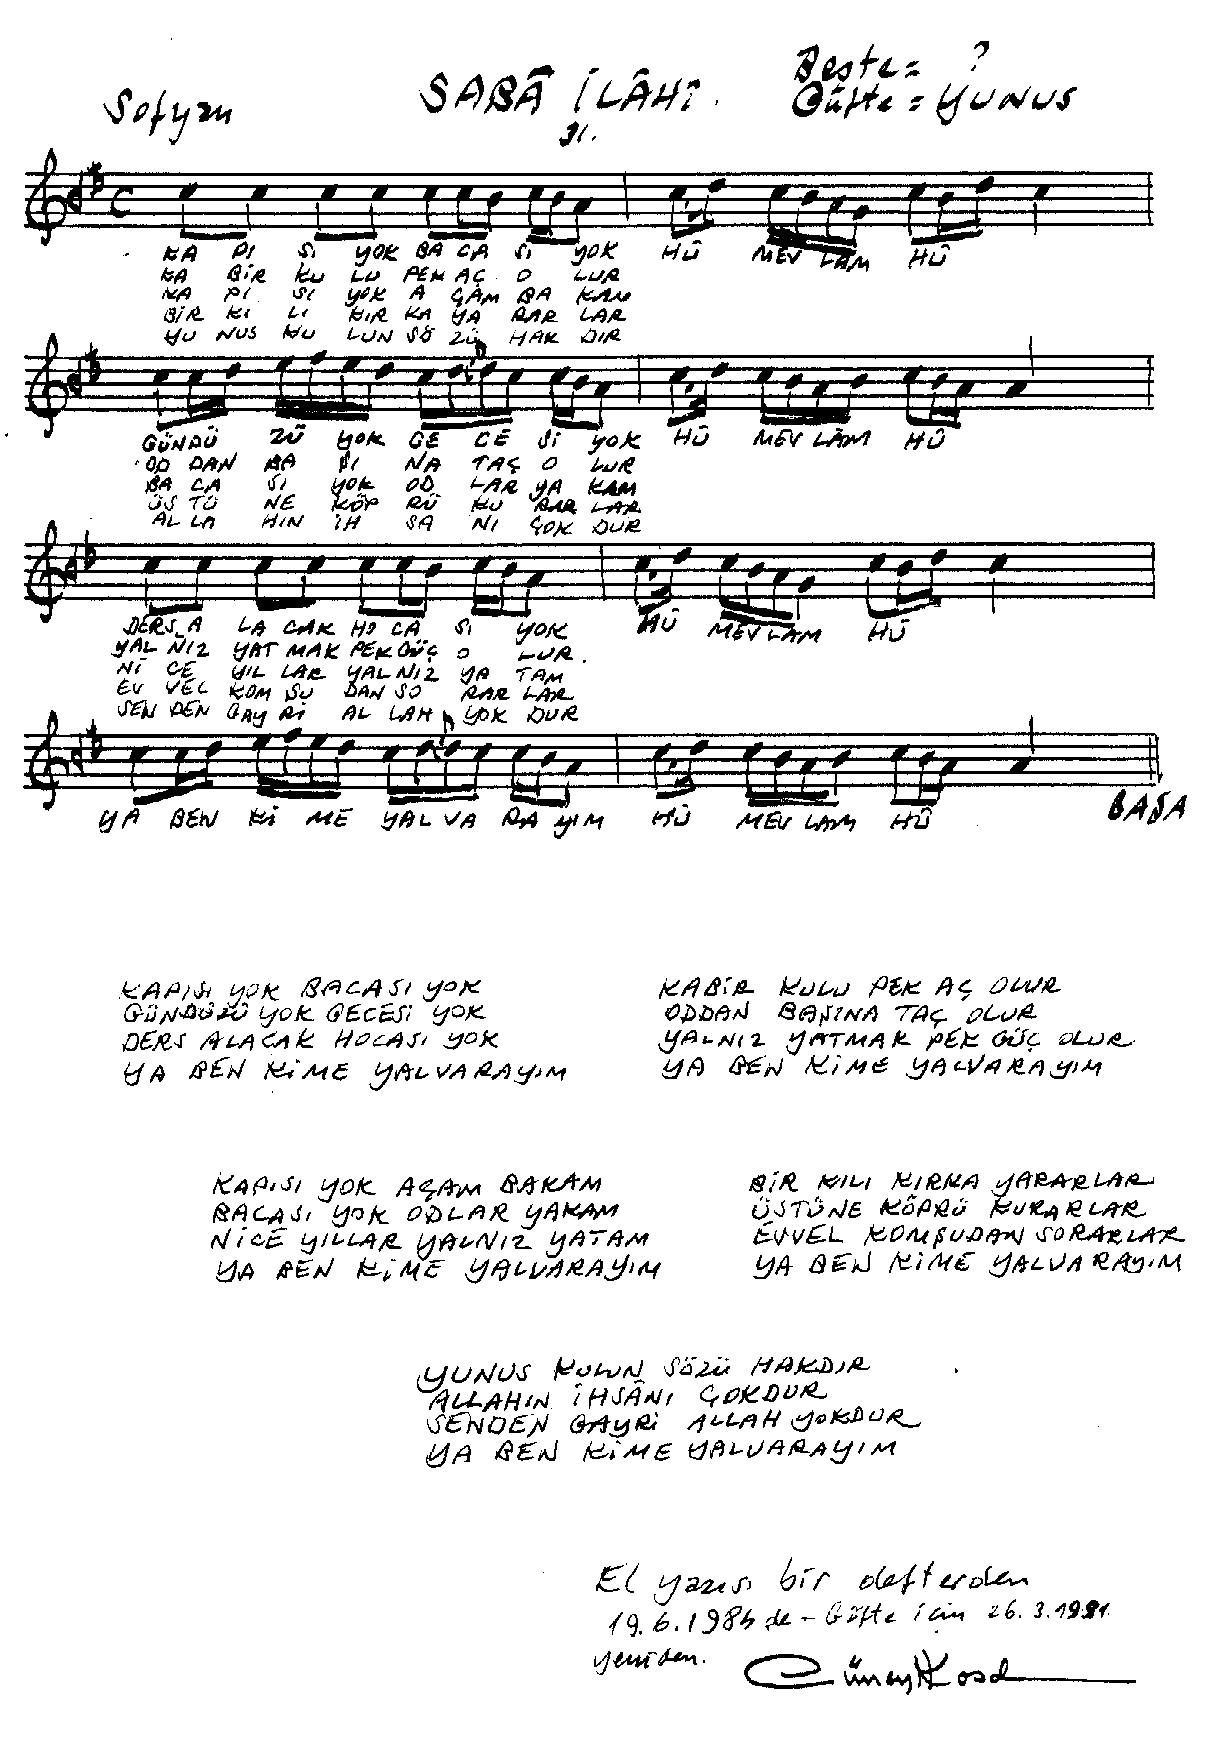 Sofyan
SABÂ İLÂHÎ.
31.
Beste = ?
Güfte = YUNUS
KA PI SI YOK BA CA SI YOK HÛ MEV LÂM HÛ
KA BİR KU LU PEK AÇ O LUR
KA PI SI YOK A ÇAM BA KAM
BİR KI LI KIR KA YA RAR LAR
YU NUS KU LUN SÖ ZÜ HAK DIR
GÜNDÜ ZÜ YOK GE CE Sİ YOK HÛ MEV LÂM HÛ
OD DAN BA ŞI NA TAÇ O LUR
BA CA SI YOK OD LAR YA KAM
ÜS TÜ NE KÖP RÜ KU RAR LAR
AL LA HIN İH SA NI ÇOK DUR
DERS A LA CAK HO CA SI YOK HÛ MEV LAM HÛ
YAL NIZ YAT MAK PEK GÜÇ O LUR.
Nİ CE YIL LAR YALNIZ YA TAM
EV VEL KOM ŞU DAN SO RAR LAR
SEN DEN GAY Rİ AL LAH YOK DUR
YA BEN Kİ ME YAL VA RA YIM HÛ MEV LAM HÛ
BAŞA
KAPISI YOK BACASI YOK
GÜNDÜZÜ YOK GECESİ YOK
DERS ALACAK HOCASI YOK
YA BEN KİME YALVARAYIM
KABİR KULU PEK AÇ OLUR
ODDAN BAŞINA TAÇ OLUR
YALNIZ YATMAK PEK GÜÇ OLUR
YA BEN KİME YALVARAYIM
KAPISI YOK AÇAM BAKAM
BACASI YOK ODLAR YAKAM
NİCE YILLAR YALNIZ YATAM
YA BEN KİME YALVARAYIM
BİR KILI KIRKA YARARLAR
ÜSTÜNE KÖPRÜ KURARLAR
EVVEL KOMŞUDAN SORARLAR
YA BEN KİME YALVARAYIM
YUNUS KULUN SÖZÜ HAKDIR
ALLAHIN İHSÂNI ÇOKDUR
SENDEN GAYRİ ALLAH YOKDUR
YA BEN KİME YALVARAYIM
El yazısı bir defterden
19.6.1985 de - Güfte için 26.3.1991
yeniden.